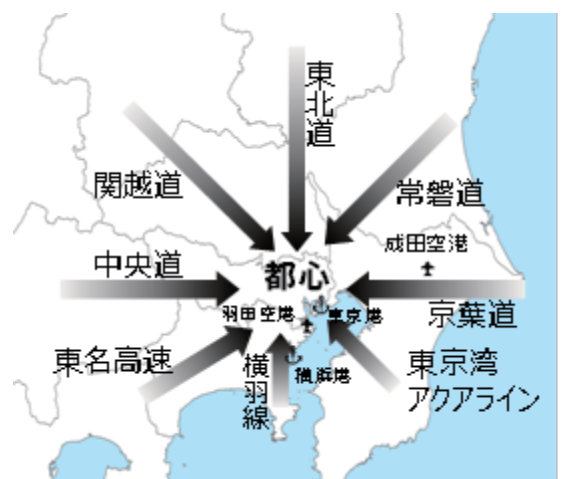 東北道
関越道
常磐道
成田空港
中央道
都心
羽田空港
東京港
京葉道
東名高速
横羽線
横浜港
東京湾
アクアライン